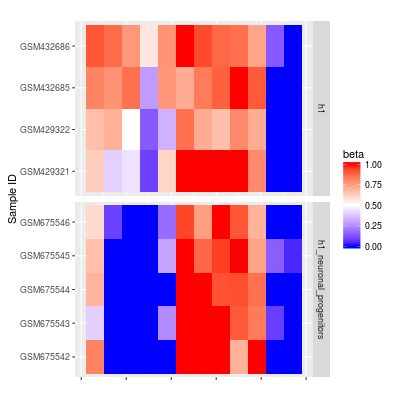 Sample ID
GSM432686
GSM432685
GSM429322
GSM429321
h1
GSM675546
GSM675545
GSM675544
GSM675543
GSM675542
h1_neuronal_progenitors
beta
1.00
0.75
0.50
0.25
0.00